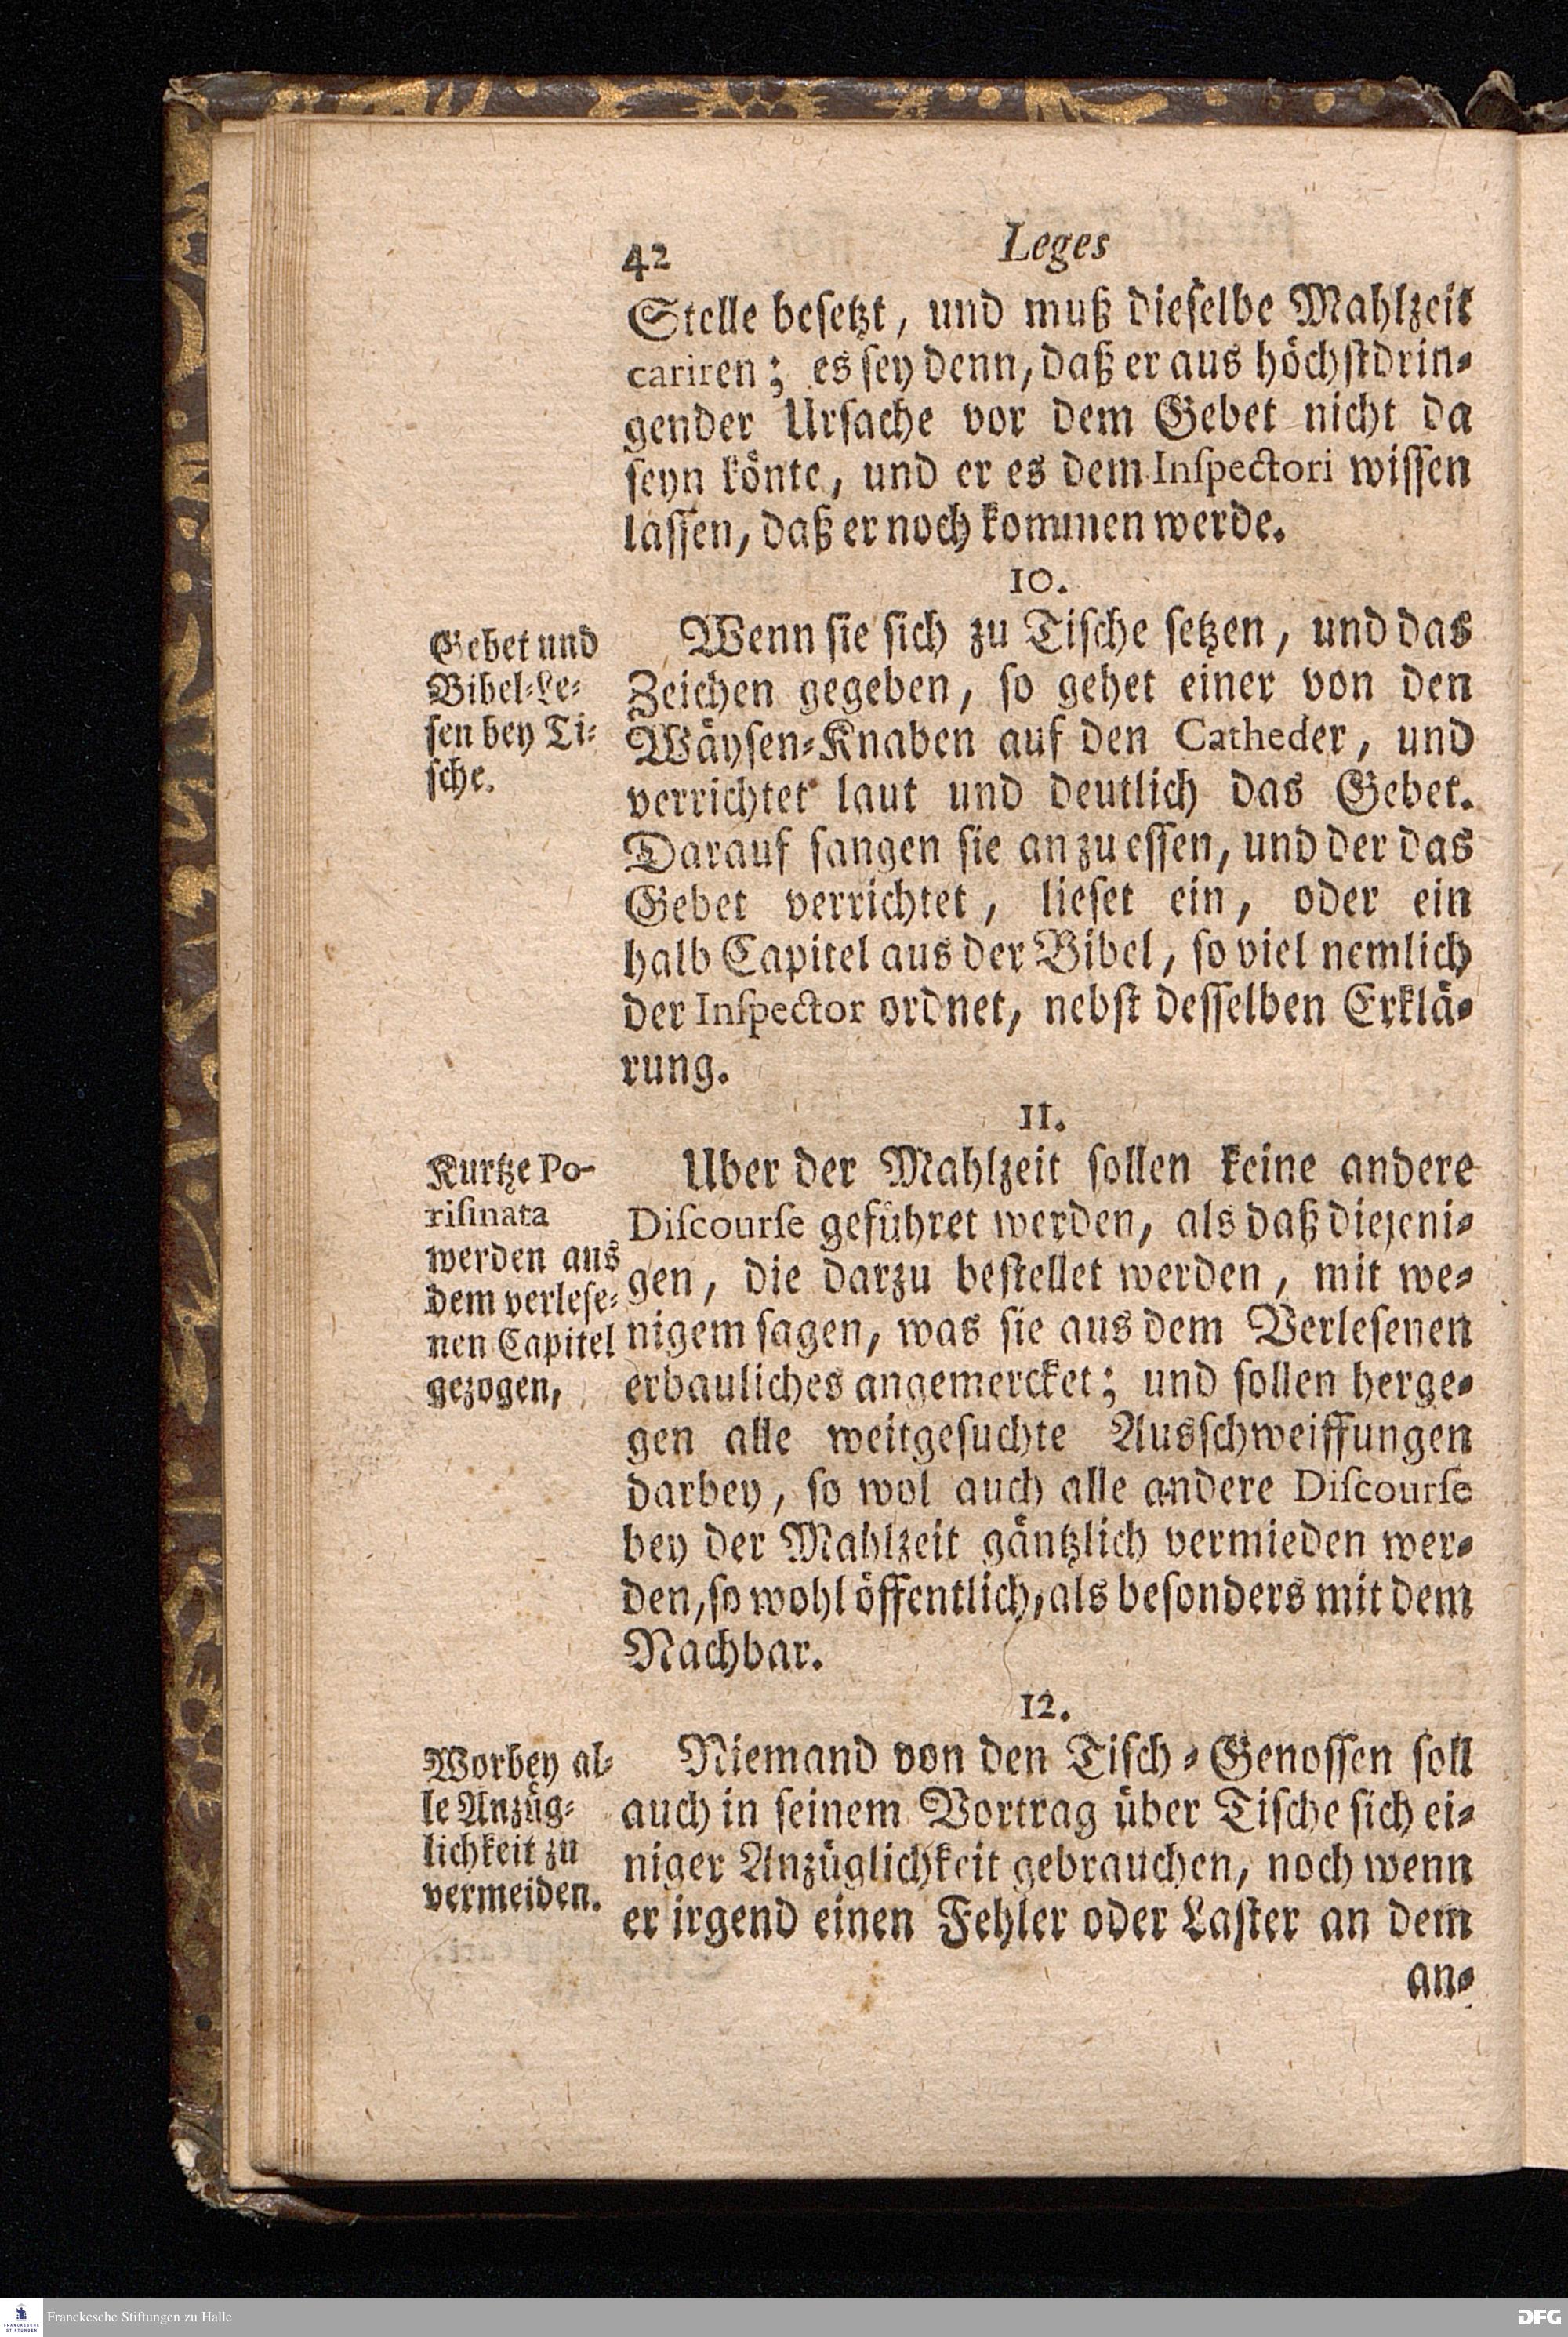 42 Leges
Stelle besetzt, und muß dieselbe Mahlzeit
cariren; es sey denn, daß er aus höchstdrin-
gender Ursache vor dem Gebet nicht da
seyn könte, und er es dem Inspectori wissen
lassen, daß er noch kommen werde.
10.
Gebet und
Bibel-Le-
sen bey Ti-
sche.
Wenn sie sich zu Tische setzen, und das
Zeichen gegeben, so gehet einer von den
Wäysen-Knaben auf den Catheder, und
verrichtet laut und deutlich das Gebet.
Darauf fangen sie an zu essen, und der das
Gebet verrichtet, lieset ein, oder ein
halb Capitel aus der Bibel, so viel nemlich
der Inspector ordnet, nebst desselben Erklä-
rung.
11.
Kurtze Po-
risinata
werden aus
dem verlese-
nen Capitel
gezogen,
Uber der Mahlzeit sollen keine andere
Discourse geführet werden, als daß diejeni-
gen, die darzu bestellet werden, mit we-
nigem sagen, was sie aus dem Verlesenen
erbauliches angemercket; und sollen herge-
gen alle weitgesuchte Ausschweiffungen
darbey, so wol auch alle andere Discourse
bey der Mahlzeit gäntzlich vermieden wer-
den, so wohl öffentlich, als besonders mit dem
Nachbar.
12.
Worbey al-
le Anzüg-
lichkeit zu
vermeiden.
Niemand von den Tisch-Genossen soll
auch in seinem Vortrag über Tische sich ei-
niger Anzüglichkeit gebrauchen, noch wenn
er irgend einen Fehler oder Laster an dem
an-
FRANCKESCHE
STIFTUNGEN
Franckesche Stiftungen zu Halle
DFG